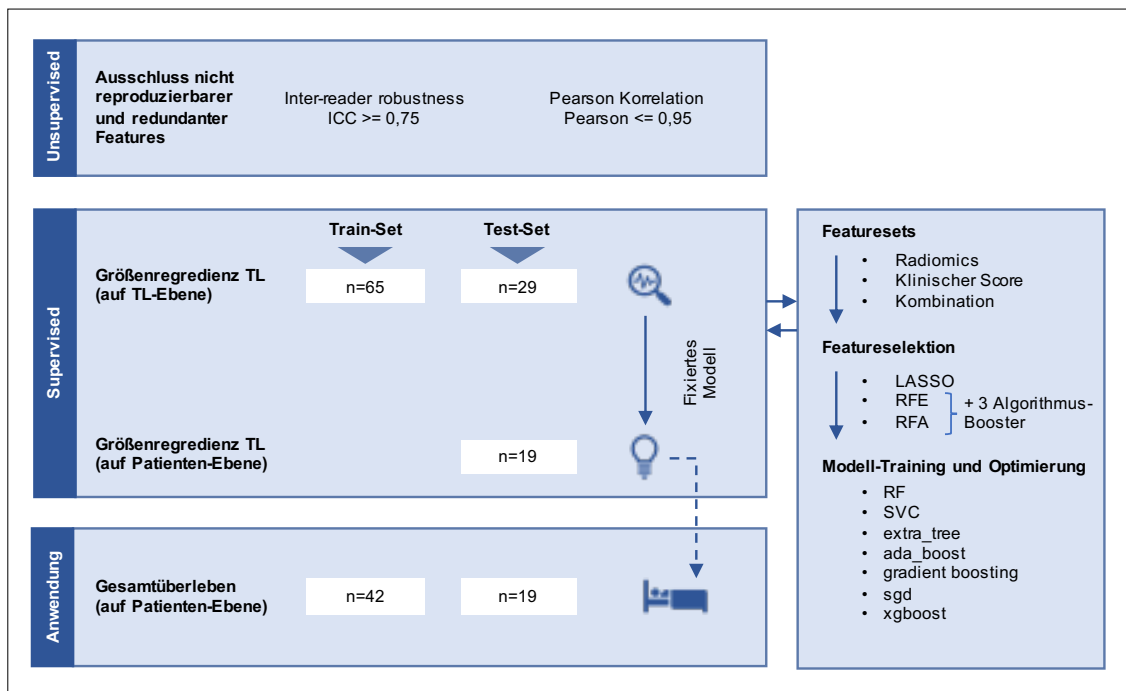 Unsupervised
Ausschluss nicht
reproduzierbarer
und redundanter
Features
Inter-reader robustness
ICC >= 0,75
Pearson Korrelation
Pearson <= 0,95
Supervised
Train-Set
Test-Set
Größenregredienz TL
(auf TL-Ebene)
n=65
n=29
Fixiertes
Modell
Größenregredienz TL
(auf Patienten-Ebene)
n=19
Anwendung
Gesamtüberleben
(auf Patienten-Ebene)
n=42
n=19
Featuresets
• Radiomics
• Klinischer Score
• Kombination
Featureselektion
• LASSO
• RFE
• RFA
+ 3 Algorithmus-
Booster
Modell-Training und Optimierung
• RF
• SVC
• extra_tree
• ada_boost
• gradient boosting
• sgd
• xgboost